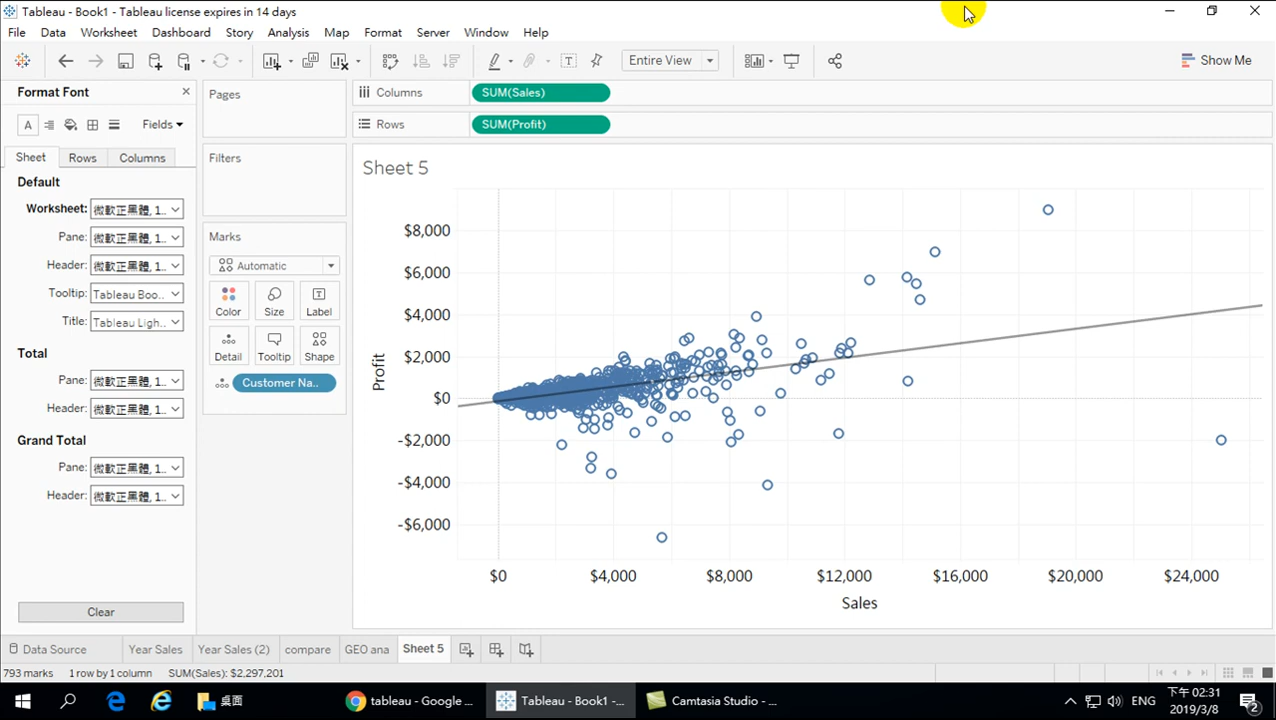 Tableau - Book1 - Tableau license expires in 14 days
File Data Worksheet Dashboard Story Analysis Map Format Server Window Help
Entire View
Show Me
Format Font
Fields
Sheet Rows Columns
Default
Worksheet: 微軟正黑體, 1..
Pane: 微軟正黑體, 1..
Header: 微軟正黑體, 1..
Tooltip: Tableau Boo..
Title: Tableau Ligh..
Total
Pane: 微軟正黑體, 1..
Header: 微軟正黑體, 1..
Grand Total
Pane: 微軟正黑體, 1..
Header: 微軟正黑體, 1..
Clear
Pages
Filters
Marks
Automatic
Color Size Label
Detail Tooltip Shape
Customer Na..
Columns SUM(Sales)
Rows SUM(Profit)
Sheet 5
$8,000
$6,000
$4,000
$2,000
$0
-$2,000
-$4,000
-$6,000
Profit
$0 $4,000 $8,000 $12,000 $16,000 $20,000 $24,000
Sales
Data Source Year Sales Year Sales (2) compare GEO ana Sheet 5
793 marks 1 row by 1 column SUM(Sales): $2,297,201
桌面 tableau - Google ... Tableau - Book1 -... Camtasia Studio - ... ENG 下午 02:31
2019/3/8 2